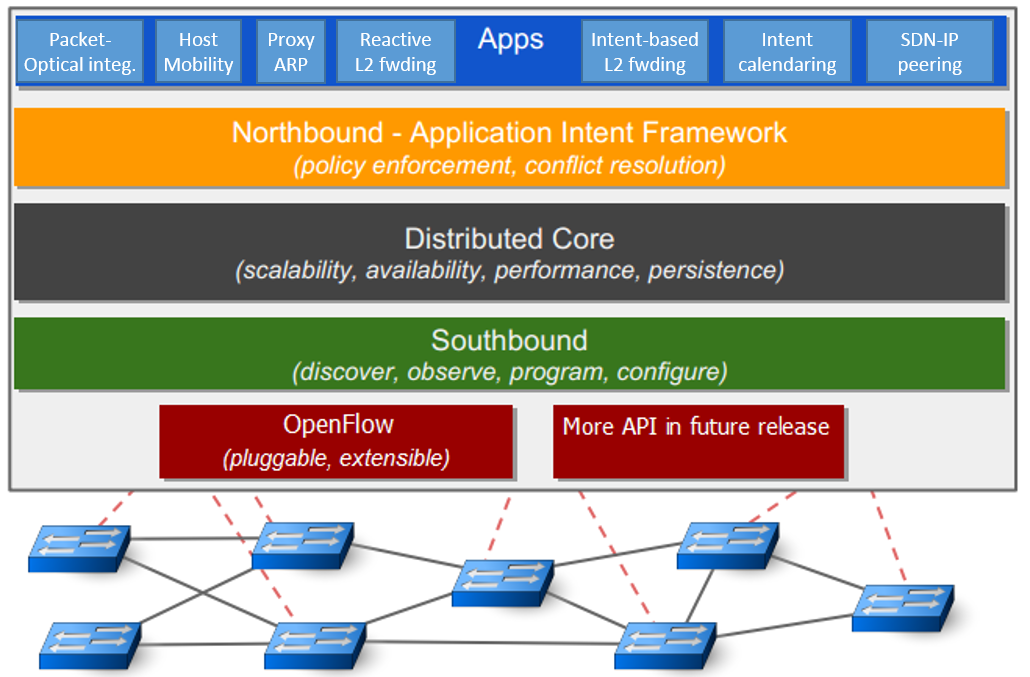 Packet-
Optical integ.
Host
Mobility
Proxy
ARP
Reactive
L2 fwding
Apps
Intent-based
L2 fwding
Intent
calendaring
SDN-IP
peering
Northbound - Application Intent Framework
(policy enforcement, conflict resolution)
Distributed Core
(scalability, availability, performance, persistence)
Southbound
(discover, observe, program, configure)
OpenFlow
(pluggable, extensible)
More API in future release